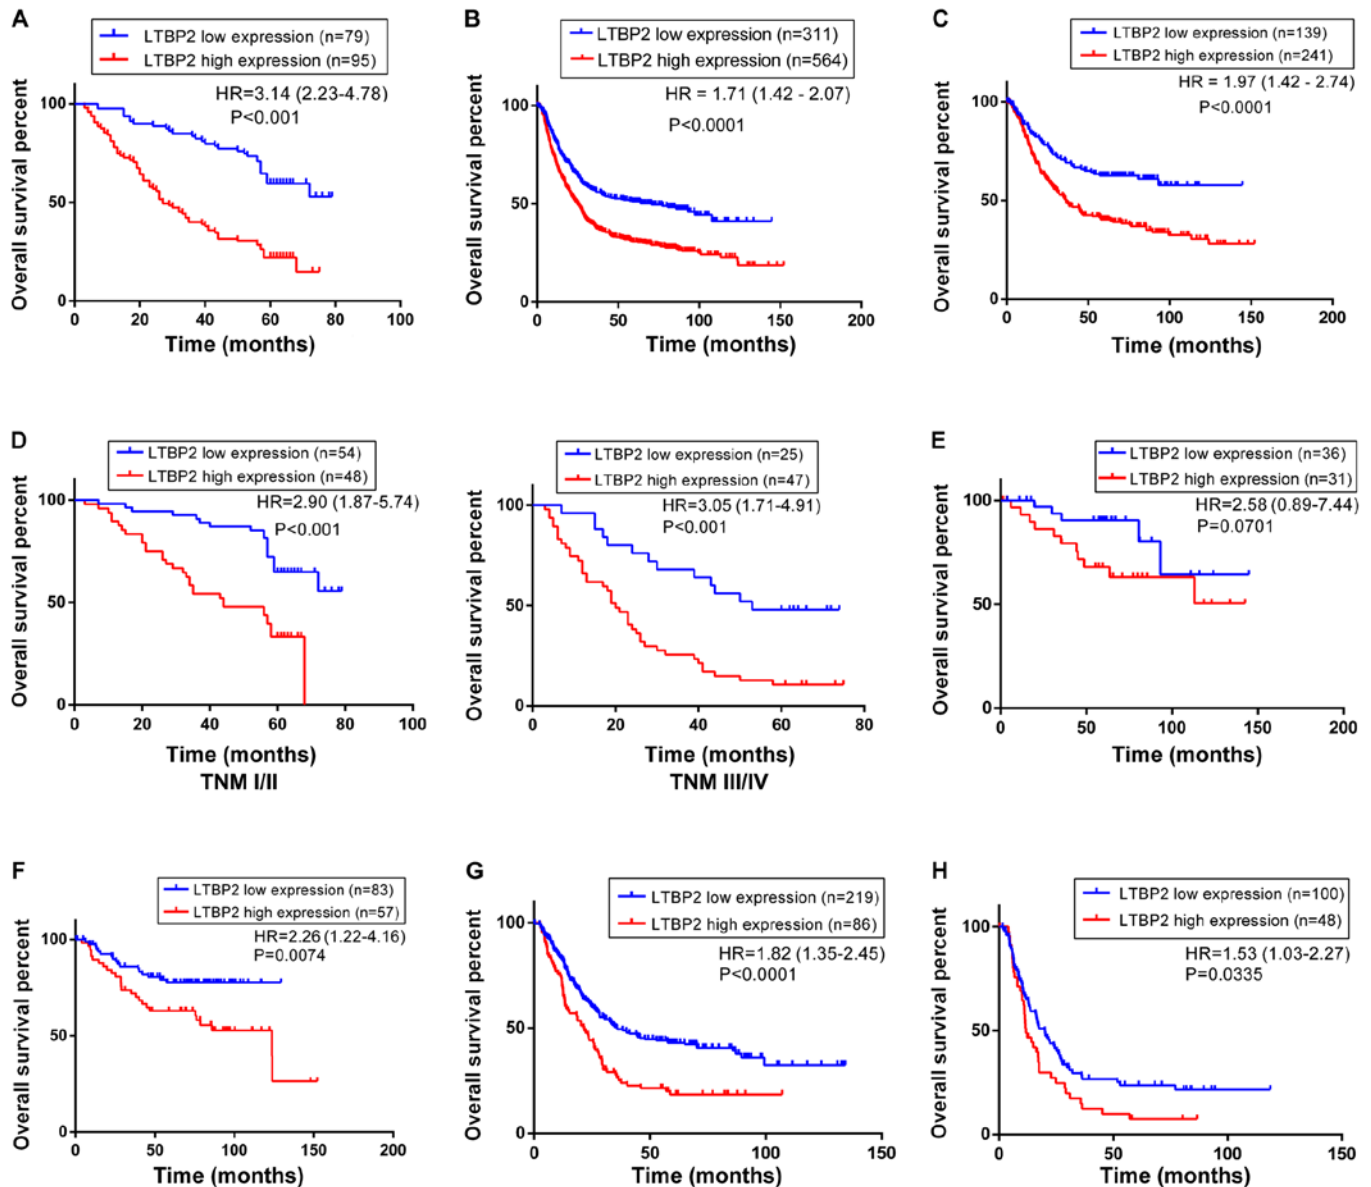 A
LTBP2 low expression (n=79)
LTBP2 high expression (n=95)
HR=3.14 (2.23-4.78)
P<0.001
Overall survival percent
100
50
0
0 20 40 60 80 100
Time (months)
B
LTBP2 low expression (n=311)
LTBP2 high expression (n=564)
HR = 1.71 (1.42 - 2.07)
P<0.0001
Overall survival percent
100
50
0
0 50 100 150 200
Time (months)
C
LTBP2 low expression (n=139)
LTBP2 high expression (n=241)
HR = 1.97 (1.42 - 2.74)
P<0.0001
Overall survival percent
100
50
0
0 50 100 150 200
Time (months)
D
LTBP2 low expression (n=54)
LTBP2 high expression (n=48)
HR=2.90 (1.87-5.74)
P<0.001
Overall survival percent
100
50
0
0 20 40 60 80 100
Time (months)
TNM I/II
LTBP2 low expression (n=25)
LTBP2 high expression (n=47)
HR=3.05 (1.71-4.91)
P<0.001
Overall survival percent
100
50
0
0 20 40 60 80
Time (months)
TNM III/IV
E
LTBP2 low expression (n=36)
LTBP2 high expression (n=31)
HR=2.58 (0.89-7.44)
P=0.0701
Overall survival percent
100
50
0
0 50 100 150 200
Time (months)
F
LTBP2 low expression (n=83)
LTBP2 high expression (n=57)
HR=2.26 (1.22-4.16)
P=0.0074
Overall survival percent
100
50
0
0 50 100 150 200
Time (months)
G
LTBP2 low expression (n=219)
LTBP2 high expression (n=86)
HR=1.82 (1.35-2.45)
P<0.0001
Overall survival percent
100
50
0
0 50 100 150
Time (months)
H
LTBP2 low expression (n=100)
LTBP2 high expression (n=48)
HR=1.53 (1.03-2.27)
P=0.0335
Overall survival percent
100
50
0
0 50 100 150
Time (months)